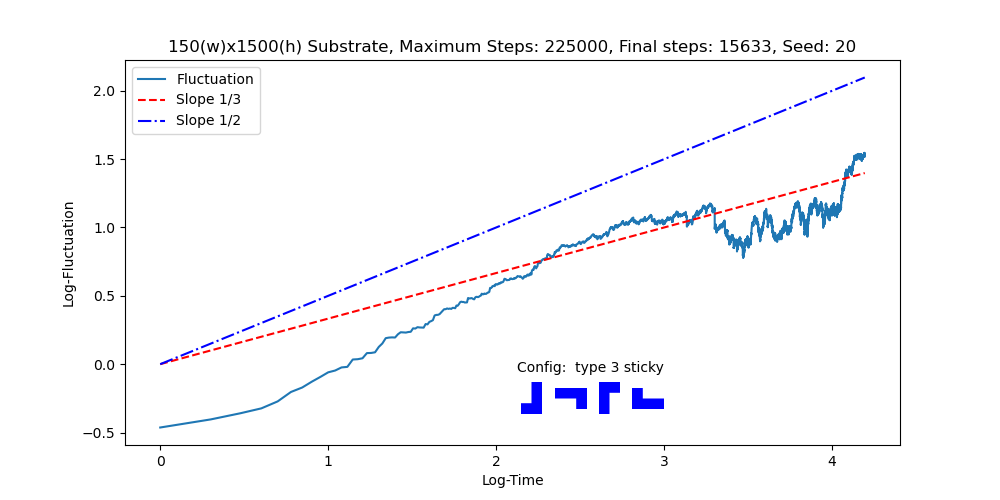 150(w)x1500(h) Substrate, Maximum Steps: 225000, Final steps: 15633, Seed: 20
Fluctuation
Slope 1/3
Slope 1/2
2.0
1.5
1.0
0.5
0.0
−0.5
Log-Fluctuation
Config:  type 3 sticky
0 1 2 3 4
Log-Time